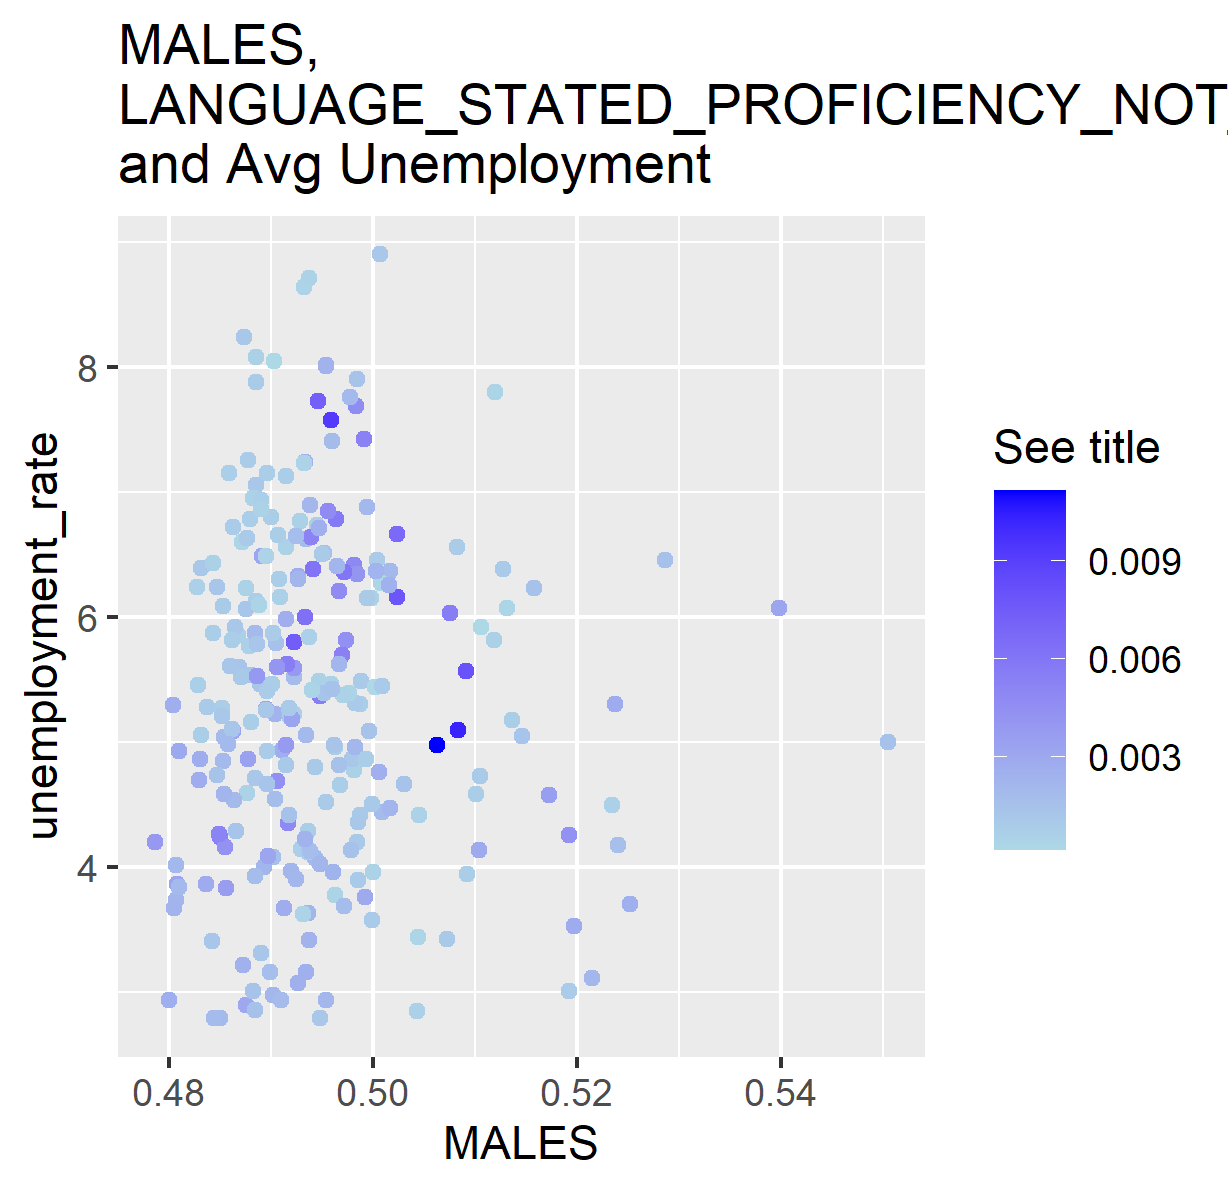 MALES,
LANGUAGE_STATED_PROFICIENCY_NOT_
and Avg Unemployment
See title
0.009
0.006
0.003
unemployment_rate
8
6
4
0.48 0.50 0.52 0.54
MALES